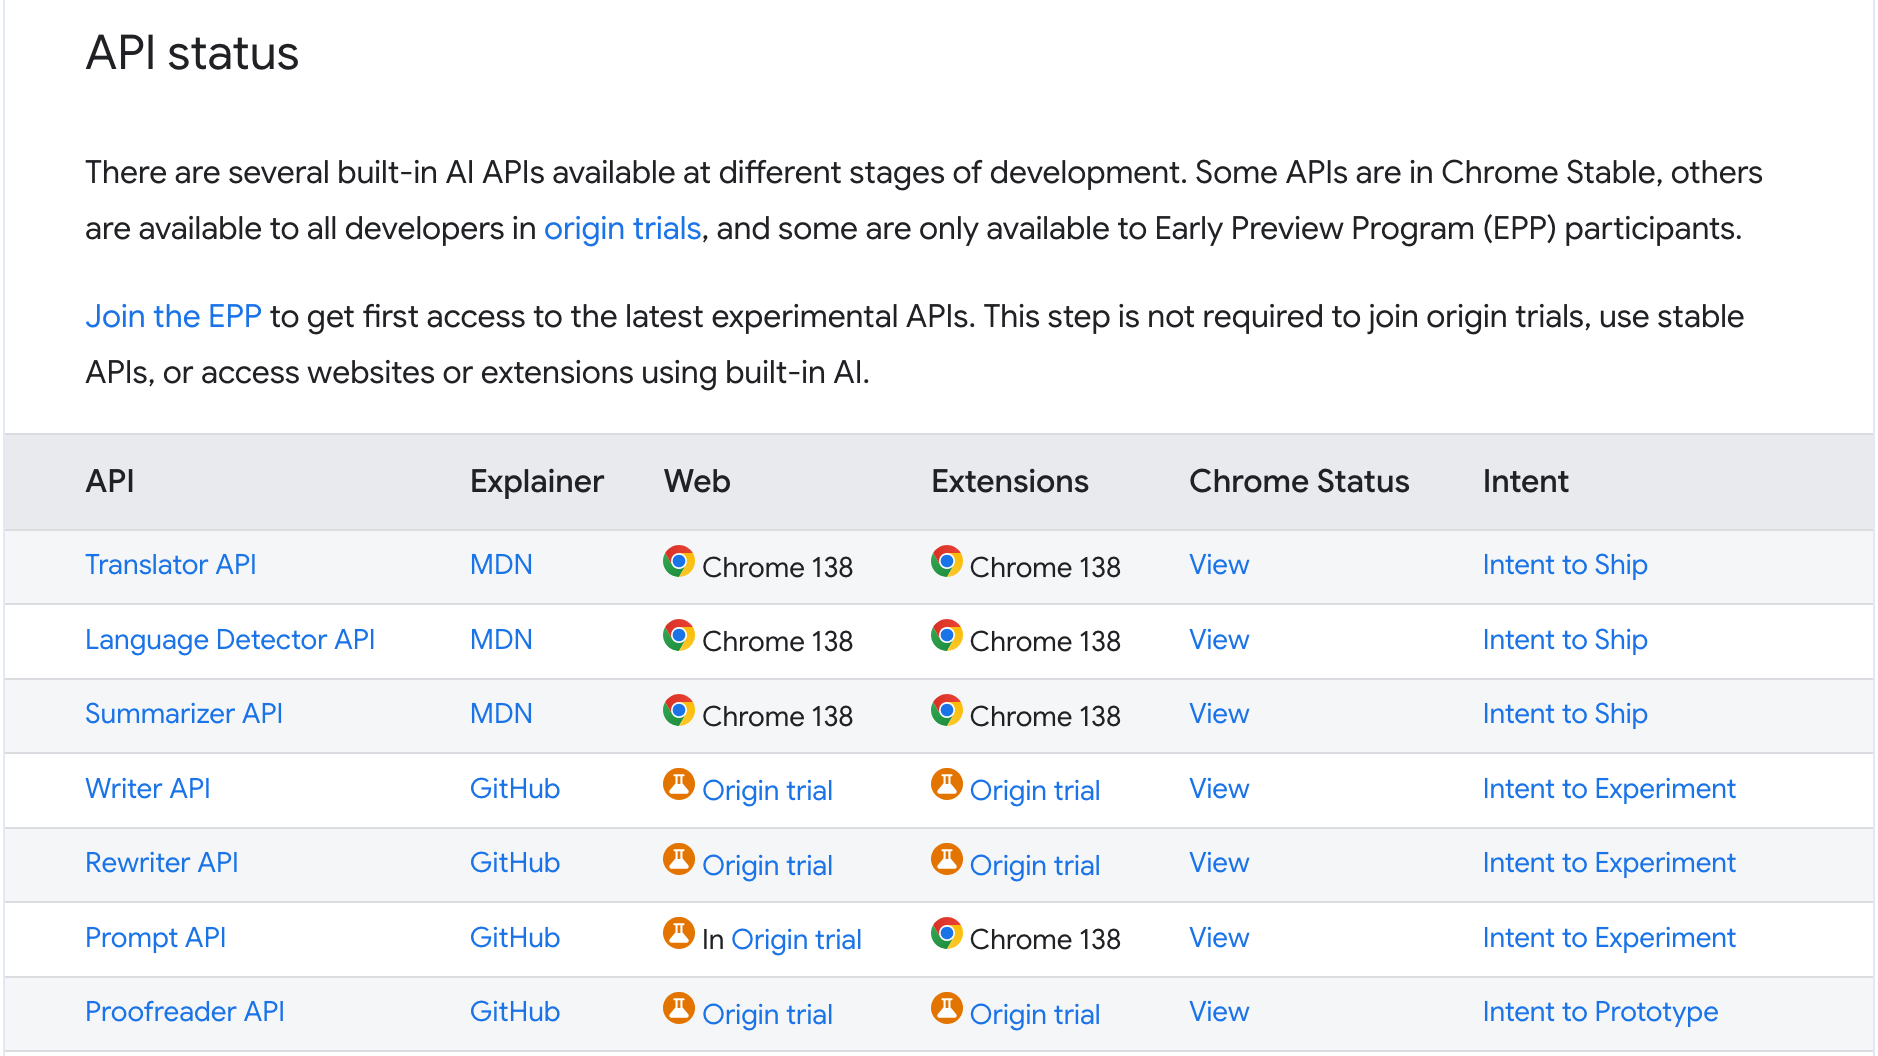 API status
There are several built-in AI APIs available at different stages of development. Some APIs are in Chrome Stable, others
are available to all developers in origin trials, and some are only available to Early Preview Program (EPP) participants.
Join the EPP to get first access to the latest experimental APIs. This step is not required to join origin trials, use stable
APIs, or access websites or extensions using built-in AI.
API Explainer Web Extensions Chrome Status Intent
Translator API MDN Chrome 138 Chrome 138 View Intent to Ship
Language Detector API MDN Chrome 138 Chrome 138 View Intent to Ship
Summarizer API MDN Chrome 138 Chrome 138 View Intent to Ship
Writer API GitHub Origin trial Origin trial View Intent to Experiment
Rewriter API GitHub Origin trial Origin trial View Intent to Experiment
Prompt API GitHub In Origin trial Chrome 138 View Intent to Experiment
Proofreader API GitHub Origin trial Origin trial View Intent to Prototype